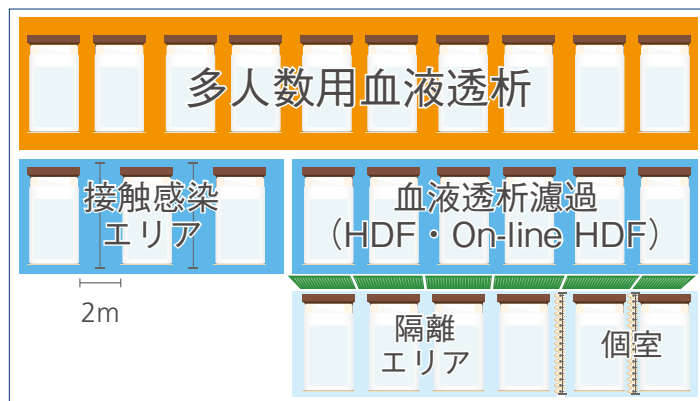 多人数用血液透析
接触感染
エリア
血液透析濾過
（HDF・On-line HDF）
2m
隔離
エリア
個室